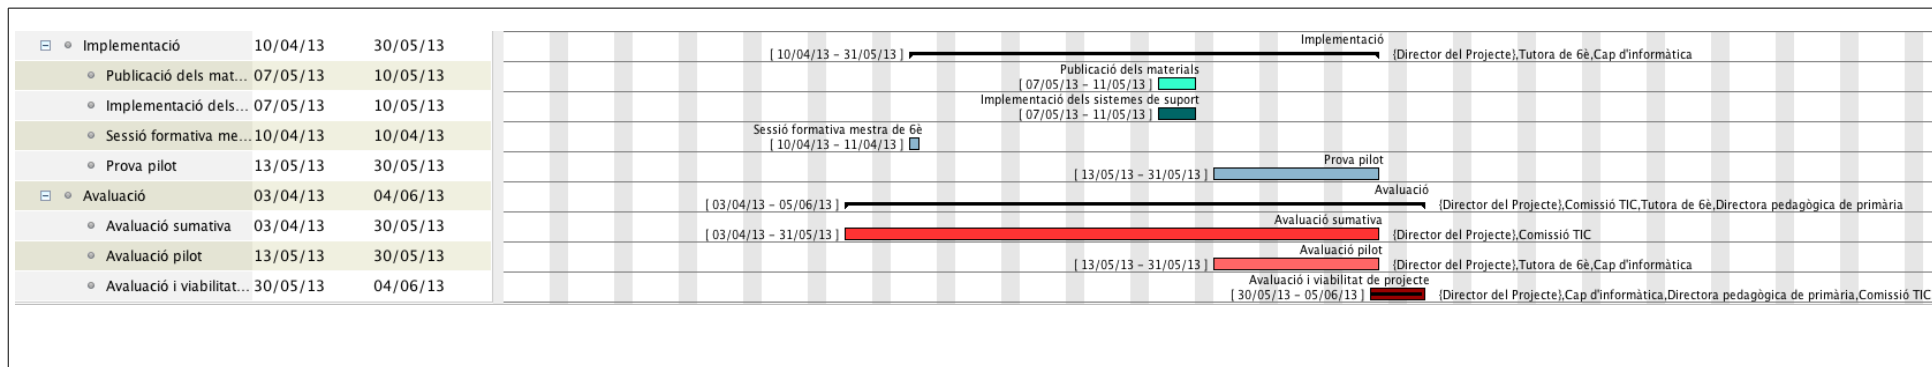 Implementació 10/04/13 30/05/13
Implementació
[ 10/04/13 - 31/05/13 ] {Director del Projecte},Tutora de 6è,Cap d'informàtica
Publicació dels mat... 07/05/13 10/05/13
Publicació dels materials
[ 07/05/13 - 11/05/13 ]
Implementació dels... 07/05/13 10/05/13
Implementació dels sistemes de suport
[ 07/05/13 - 11/05/13 ]
Sessió formativa me... 10/04/13 10/04/13
Sessió formativa mestra de 6è
[ 10/04/13 - 11/04/13 ]
Prova pilot 13/05/13 30/05/13
Prova pilot
[ 13/05/13 - 31/05/13 ]
Avaluació 03/04/13 04/06/13
Avaluació
[ 03/04/13 - 05/06/13 ] {Director del Projecte},Comissió TIC,Tutora de 6è,Directora pedagògica de primària
Avaluació sumativa 03/04/13 30/05/13
Avaluació sumativa
[ 03/04/13 - 31/05/13 ] {Director del Projecte},Comissió TIC
Avaluació pilot 13/05/13 30/05/13
Avaluació pilot
[ 13/05/13 - 31/05/13 ] {Director del Projecte},Tutora de 6è,Cap d'informàtica
Avaluació i viabilitat... 30/05/13 04/06/13
Avaluació i viabilitat de projecte
[ 30/05/13 - 05/06/13 ] {Director del Projecte},Cap d'informàtica,Directora pedagògica de primària,Comissió TIC